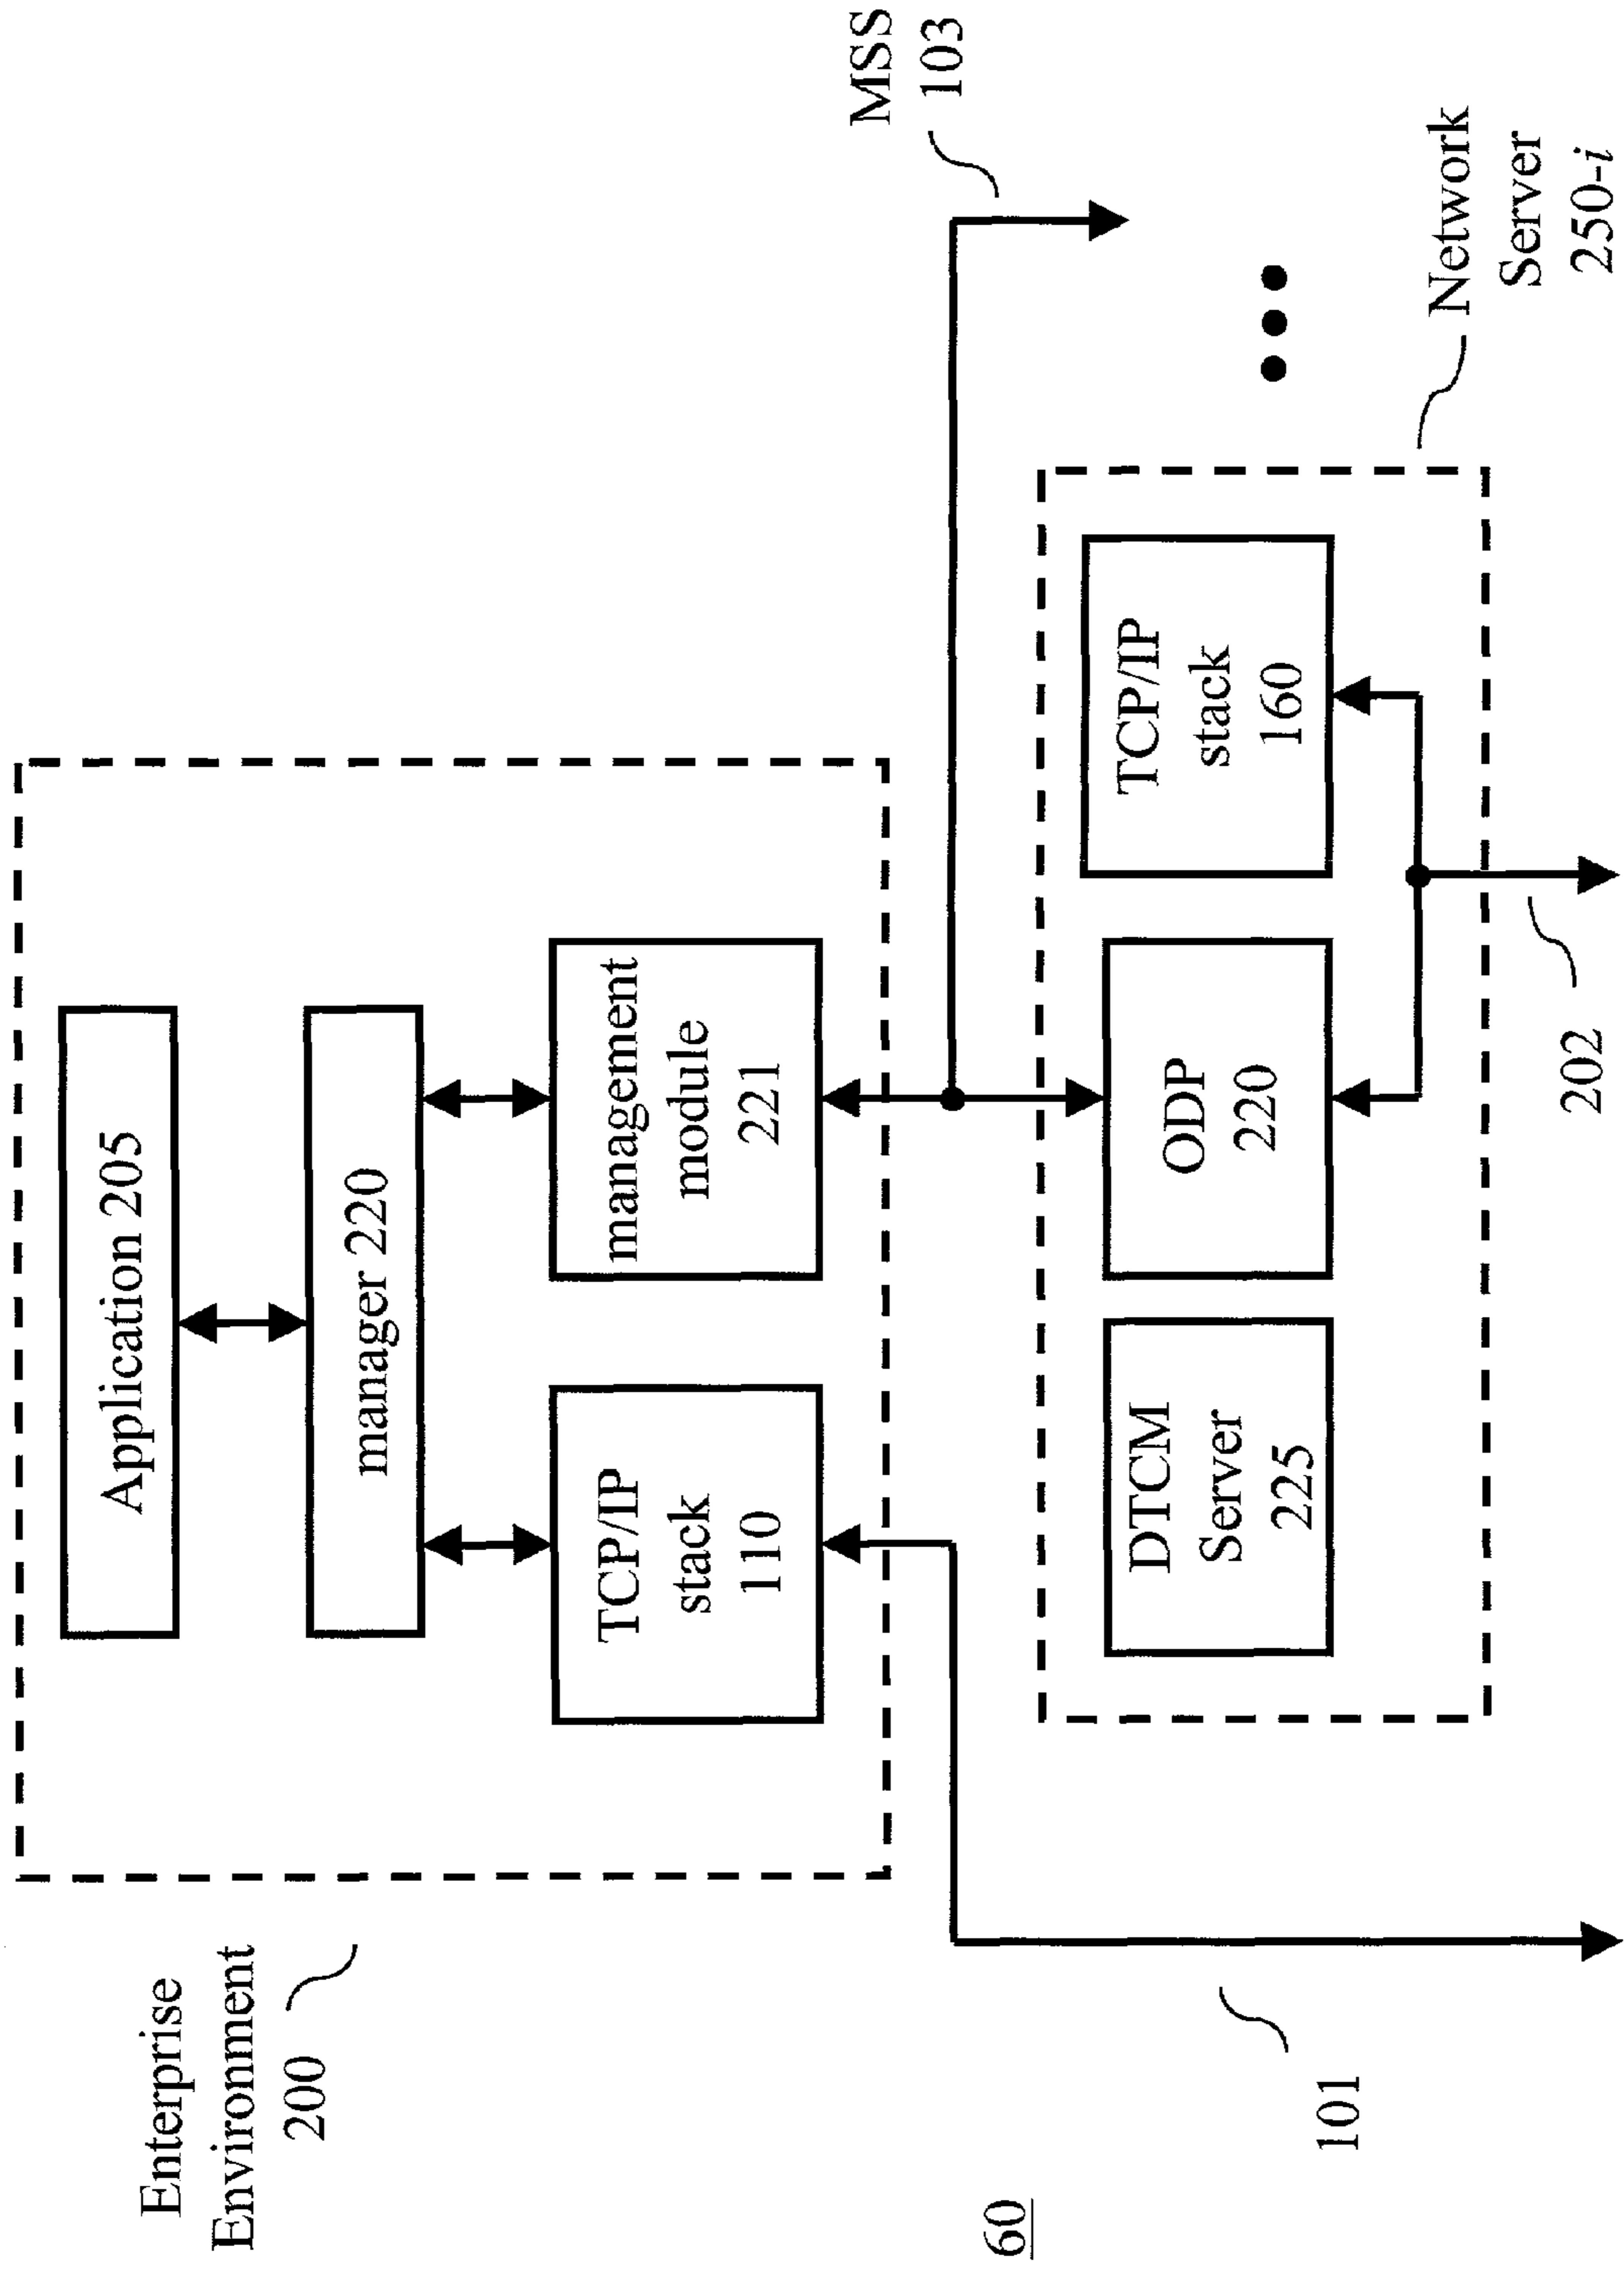 Enterprise
Environment
200
Application 205
manager 220
TCP/IP
stack
110
management
module
221
MSS
103
60
101
DTCM
Server
225
ODP
220
TCP/IP
stack
160
202
Network
Server
250-i